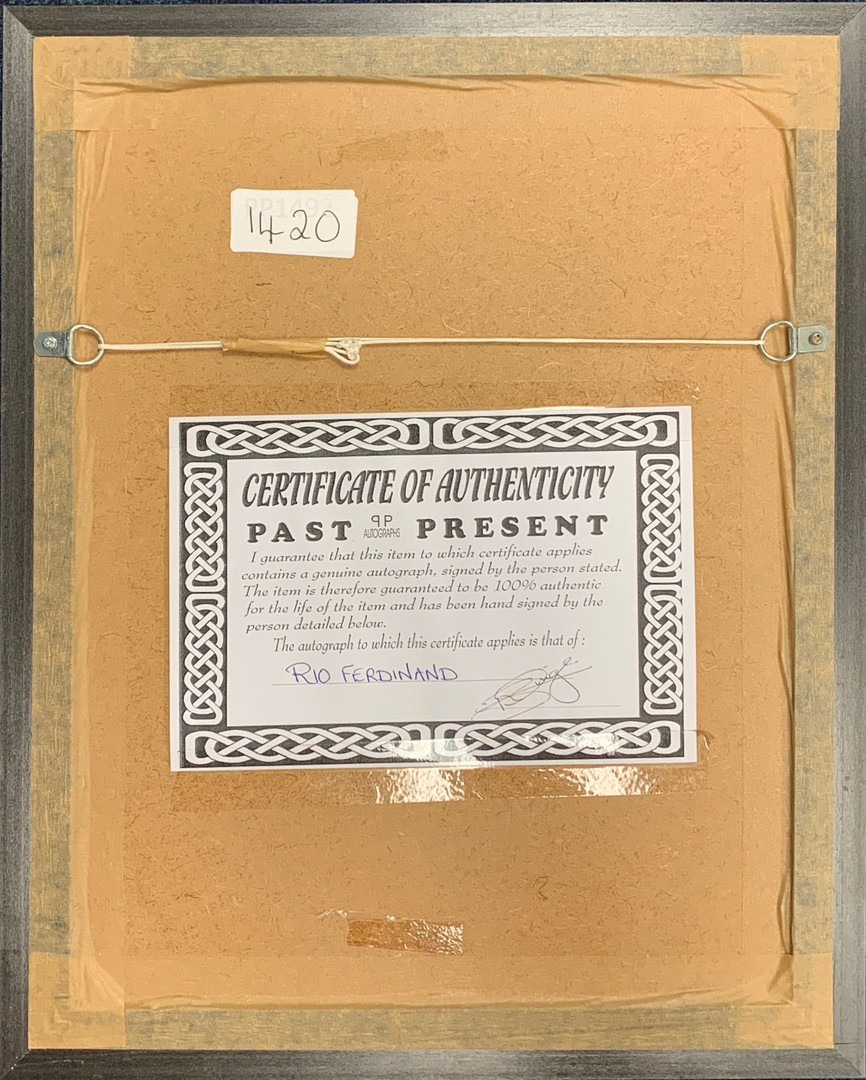 1420
CERTIFICATE OF AUTHENTICITY
PAST PP AUTOGRAPHS PRESENT
I guarantee that this item to which certificate applies
contains a genuine autograph, signed by the person stated.
The item is therefore guaranteed to be 100% authentic
for the life of the item and has been hand signed by the
person detailed below.
The autograph to which this certificate applies is that of :
RIO FERDINAND